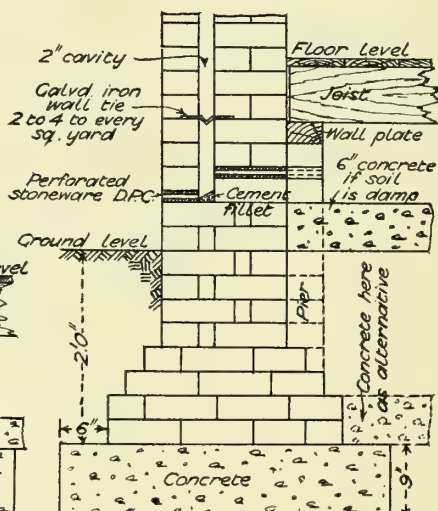 2" cavity
Galvd. iron
wall tie
2 to 4 to every
sq. yard
Perforated
stoneware D.P.C.
Ground level
Floor Level
Joist
Wall plate
6" concrete
if soil
is damp
Cement
fillet
Pier
Concrete here
as alternative
2'0"
6"
Concrete
9"